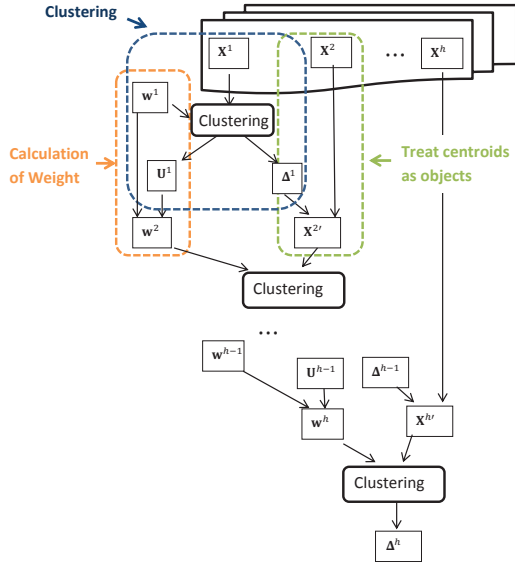 Clustering
X¹ X² ... Xʰ
w¹
Clustering
Calculation
of Weight
Treat centroids
as objects
U¹ Δ¹
w² X²′
Clustering
...
wʰ⁻¹
Uʰ⁻¹ Δʰ⁻¹
wʰ Xʰ′
Clustering
Δʰ